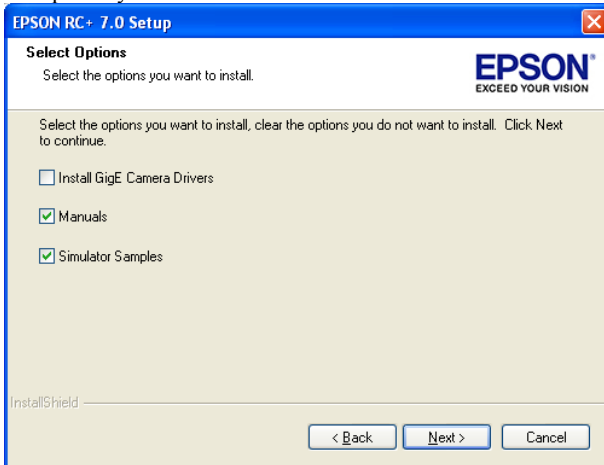 EPSON RC+ 7.0 Setup
Select Options
Select the options you want to install.
EPSON®
EXCEED YOUR VISION
Select the options you want to install, clear the options you do not want to install. Click Next
to continue.
Install GigE Camera Drivers
Manuals
Simulator Samples
InstallShield
< Back Next > Cancel